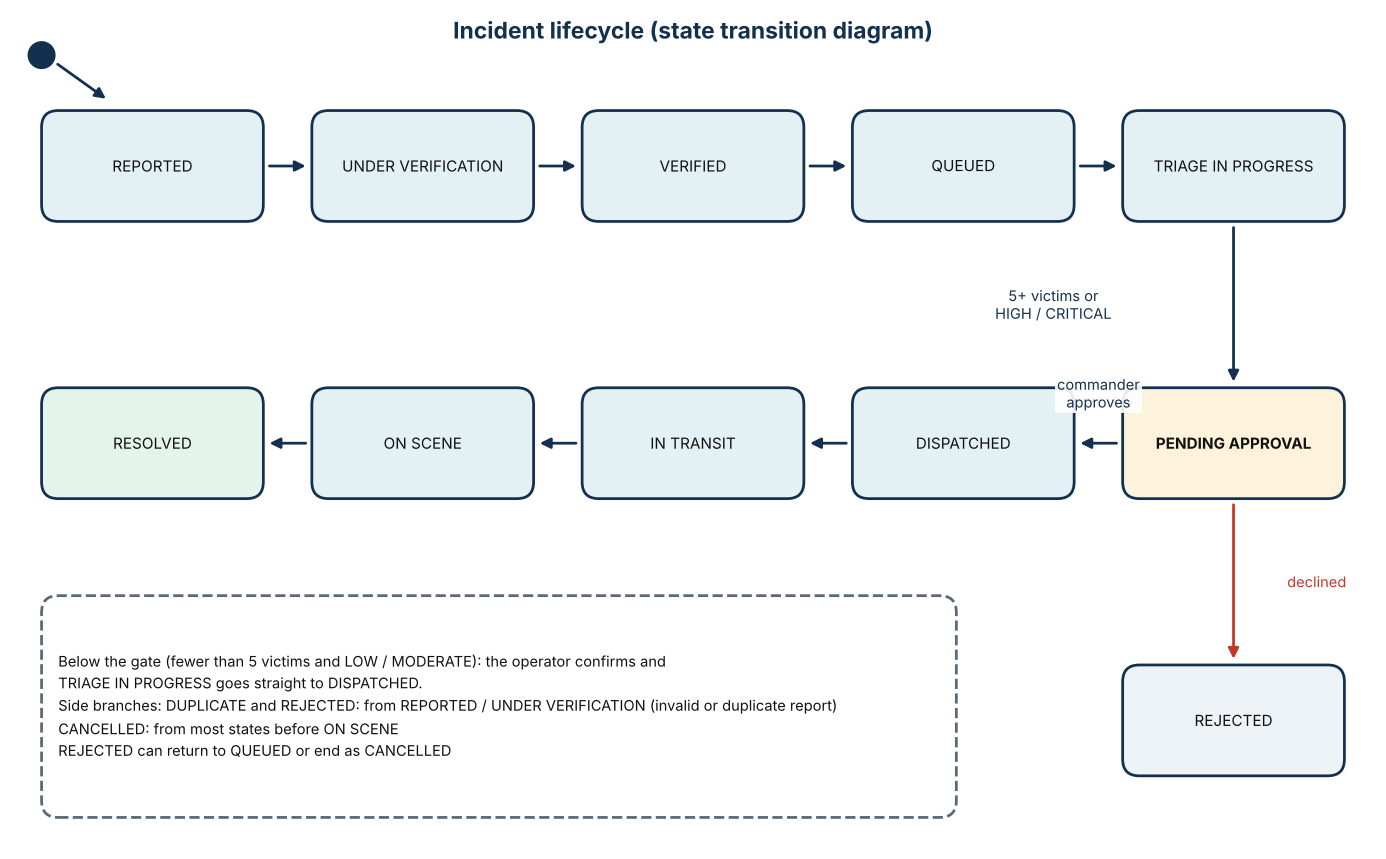 Incident lifecycle (state transition diagram)
REPORTED
UNDER VERIFICATION
VERIFIED
QUEUED
TRIAGE IN PROGRESS
5+ victims or
HIGH / CRITICAL
RESOLVED
ON SCENE
IN TRANSIT
DISPATCHED
commander
approves
PENDING APPROVAL
declined
Below the gate (fewer than 5 victims and LOW / MODERATE): the operator confirms and
TRIAGE IN PROGRESS goes straight to DISPATCHED.
Side branches: DUPLICATE and REJECTED: from REPORTED / UNDER VERIFICATION (invalid or duplicate report)
CANCELLED: from most states before ON SCENE
REJECTED can return to QUEUED or end as CANCELLED
REJECTED